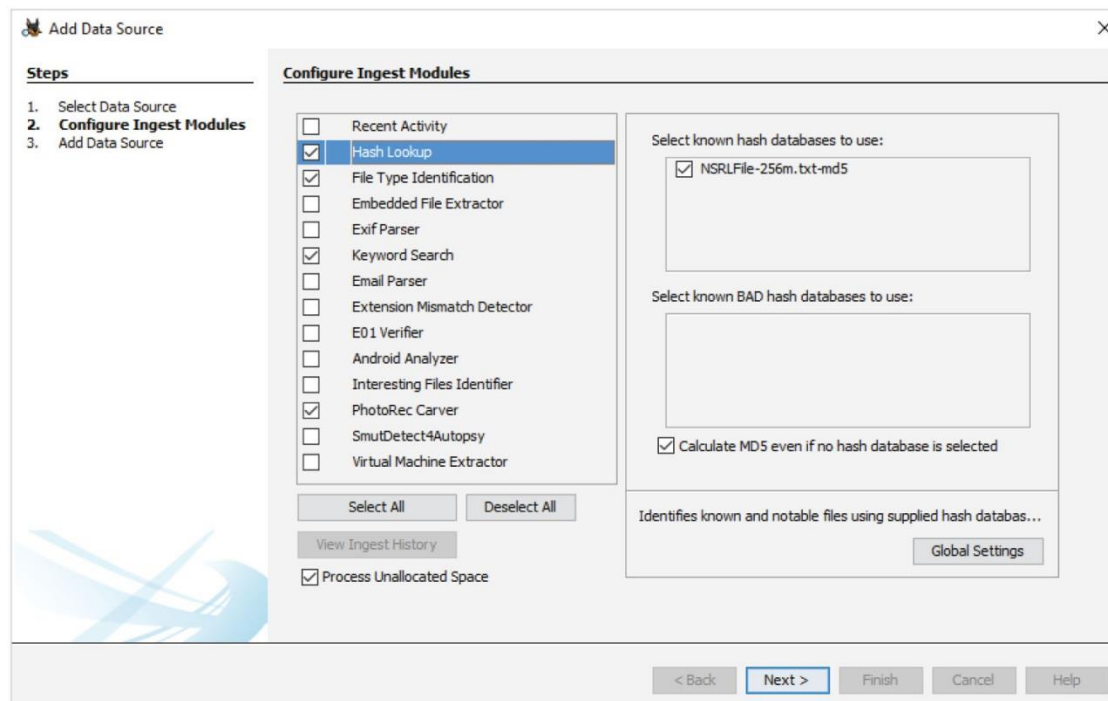 Add Data Source
Steps
1. Select Data Source
2. Configure Ingest Modules
3. Add Data Source
Configure Ingest Modules
Recent Activity
Hash Lookup
File Type Identification
Embedded File Extractor
Exif Parser
Keyword Search
Email Parser
Extension Mismatch Detector
E01 Verifier
Android Analyzer
Interesting Files Identifier
PhotoRec Carver
SmutDetect4Autopsy
Virtual Machine Extractor
Select All
Deselect All
View Ingest History
Process Unallocated Space
Select known hash databases to use:
NSRLFile-256m.txt-md5
Select known BAD hash databases to use:
Calculate MD5 even if no hash database is selected
Identifies known and notable files using supplied hash databas...
Global Settings
< Back
Next >
Finish
Cancel
Help